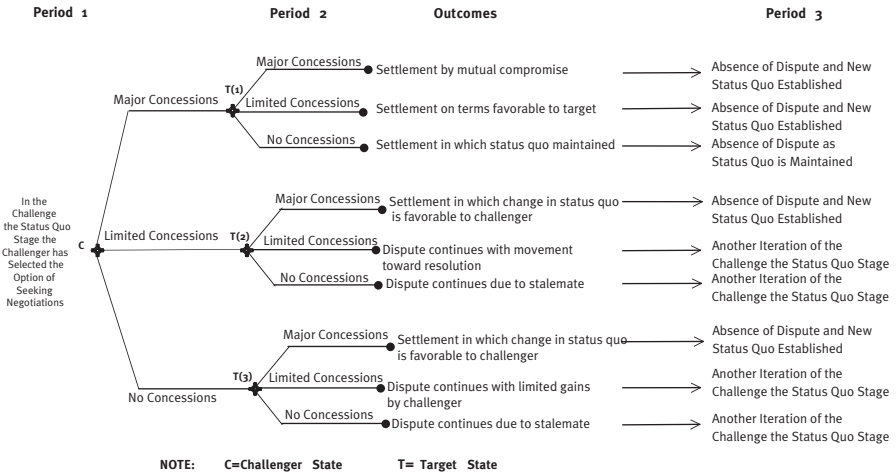 Period 1
Period 2
Outcomes
Period 3
In the
Challenge
the Status Quo
Stage the
Challenger has
Selected the
Option of
Seeking
Negotiations
C
Major Concessions
T(1)
Major Concessions
Settlement by mutual compromise
Absence of Dispute and New
Status Quo Established
Limited Concessions
Settlement on terms favorable to target
Absence of Dispute and New
Status Quo Established
No Concessions
Settlement in which status quo maintained
Absence of Dispute as
Status Quo is Maintained
Limited Concessions
T(2)
Major Concessions
Settlement in which change in status quo
is favorable to challenger
Absence of Dispute and New
Status Quo Established
Limited Concessions
Dispute continues with movement
toward resolution
Another Iteration of the
Challenge the Status Quo Stage
No Concessions
Dispute continues due to stalemate
Another Iteration of the
Challenge the Status Quo Stage
No Concessions
T(3)
Major Concessions
Settlement in which change in status quo
is favorable to challenger
Absence of Dispute and New
Status Quo Established
Limited Concessions
Dispute continues with limited gains
by challenger
Another Iteration of the
Challenge the Status Quo Stage
No Concessions
Dispute continues due to stalemate
Another Iteration of the
Challenge the Status Quo Stage
NOTE: C=Challenger State T= Target State